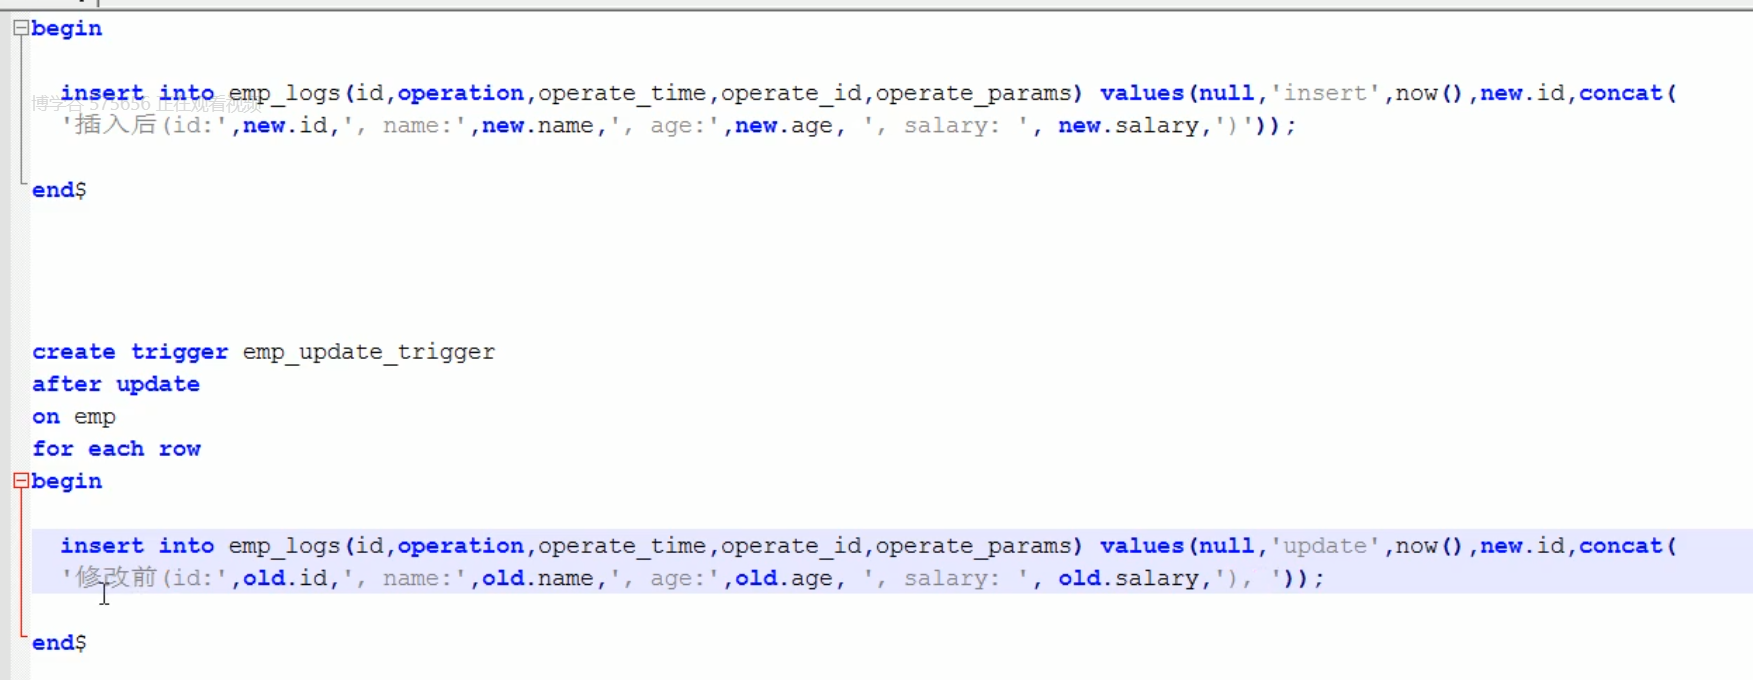 begin
insert into emp_logs(id,operation,operate_time,operate_id,operate_params) values(null,'insert',now(),new.id,concat(
博学谷 575656 正在观看视频
'插入后(id:',new.id,', name:',new.name,', age:',new.age, ', salary: ', new.salary,')'));
end$
create trigger emp_update_trigger
after update
on emp
for each row
begin
insert into emp_logs(id,operation,operate_time,operate_id,operate_params) values(null,'update',now(),new.id,concat(
'修改前(id:',old.id,', name:',old.name,', age:',old.age, ', salary: ', old.salary,'), '));
end$